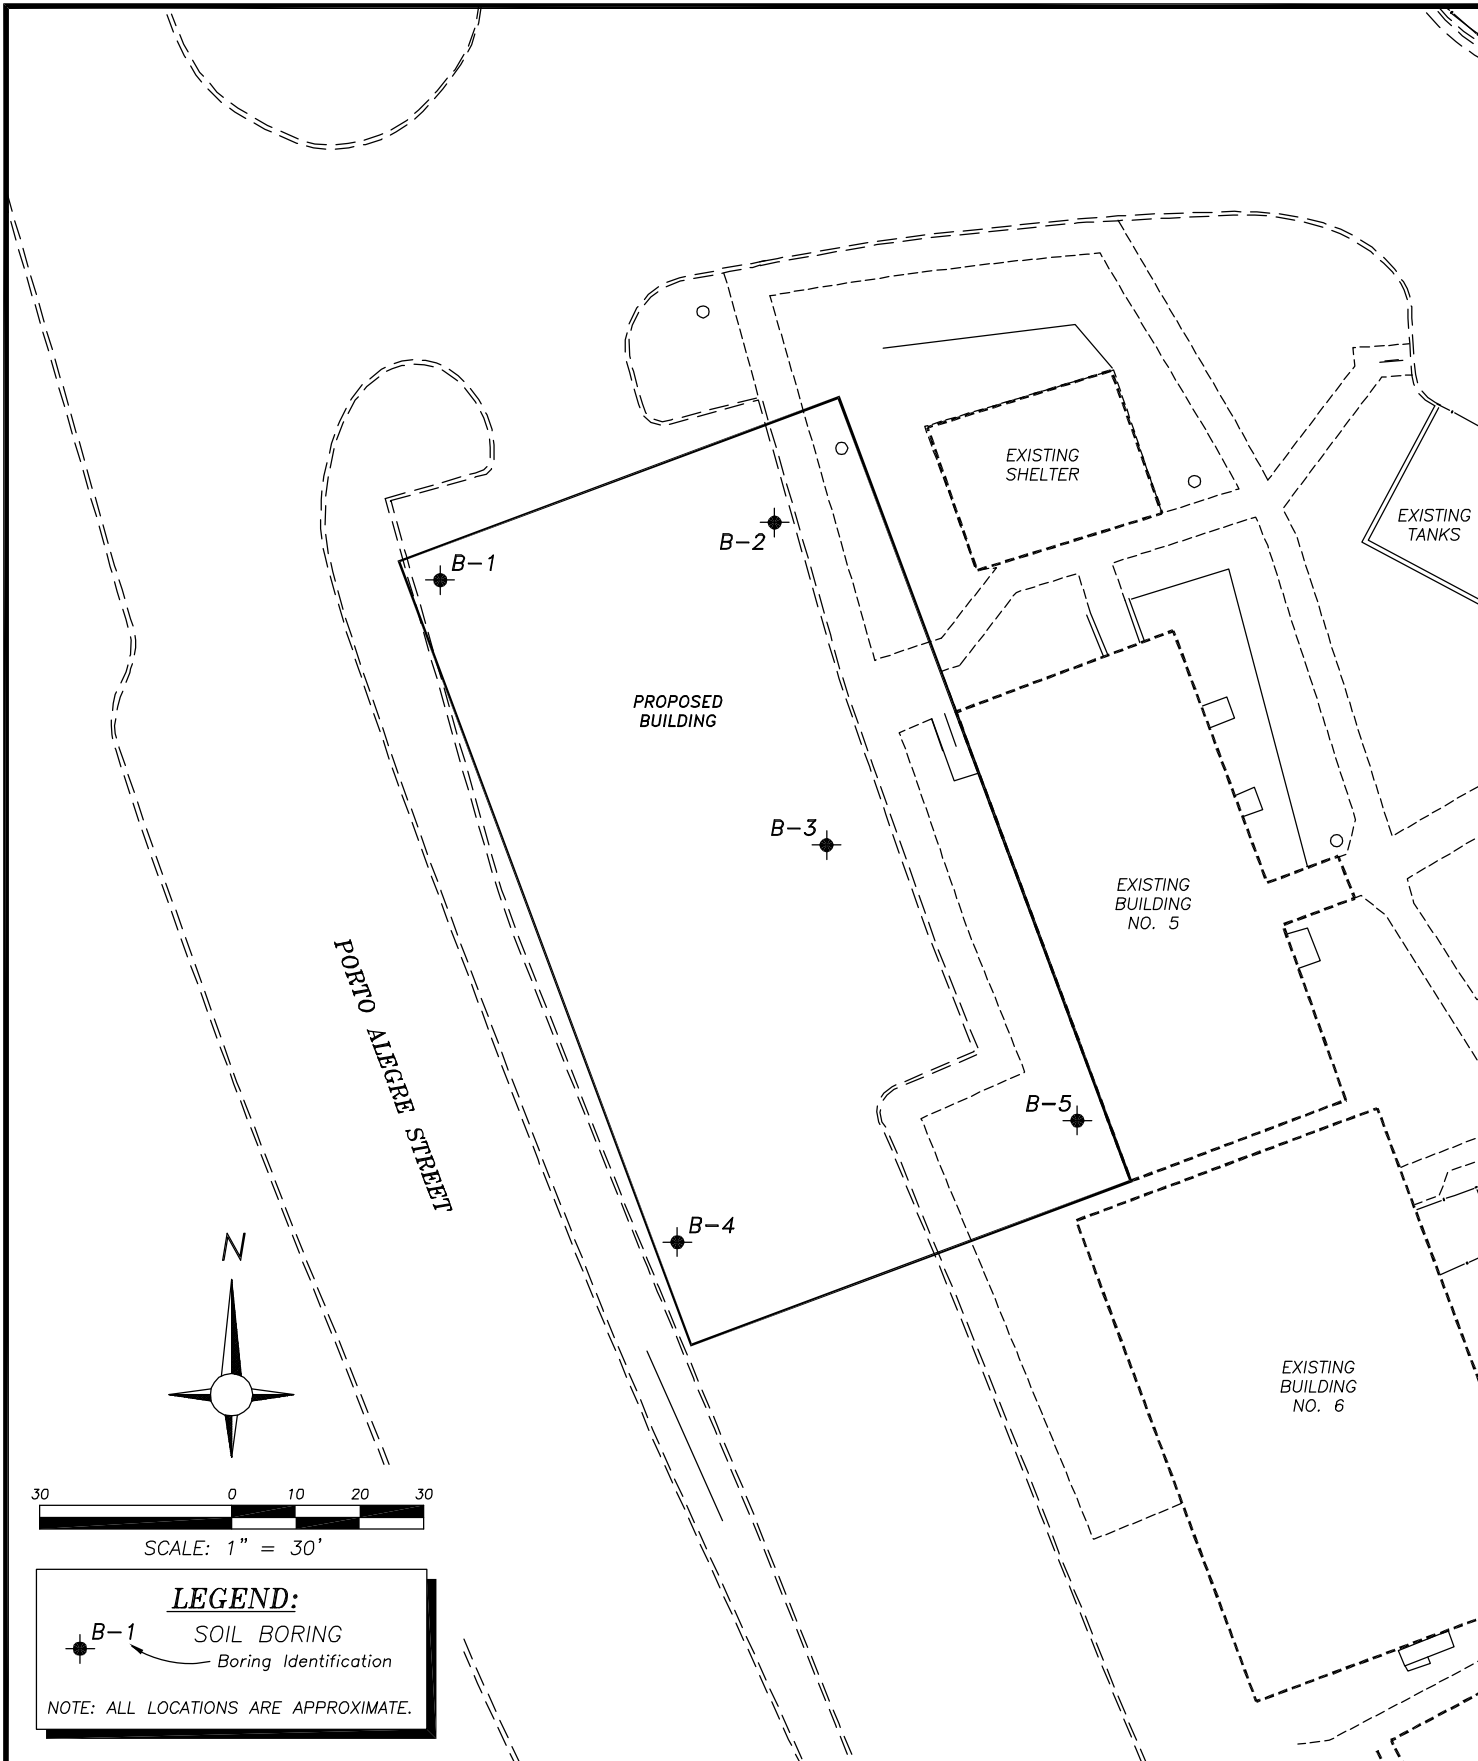 EXISTING
SHELTER
EXISTING
TANKS
B-2
B-1
PROPOSED
BUILDING
B-3
EXISTING
BUILDING
NO. 5
PORTO ALEGRE STREET
B-5
B-4
N
EXISTING
BUILDING
NO. 6
30 0 10 20 30
SCALE: 1" = 30'
LEGEND:
B-1 SOIL BORING
Boring Identification
NOTE: ALL LOCATIONS ARE APPROXIMATE.